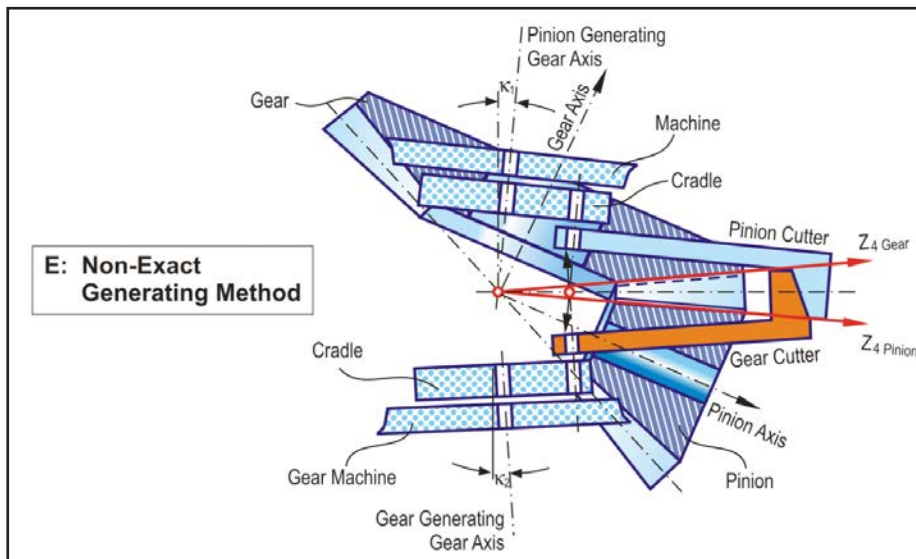 Pinion Generating
Gear Axis
κ₁
Gear Axis
Gear
Machine
Cradle
Pinion Cutter
Z₄ Gear
E: Non-Exact
Generating Method
Z₄ Pinion
Gear Cutter
Cradle
Pinion Axis
Gear Machine
κ₂
Pinion
Gear Generating
Gear Axis